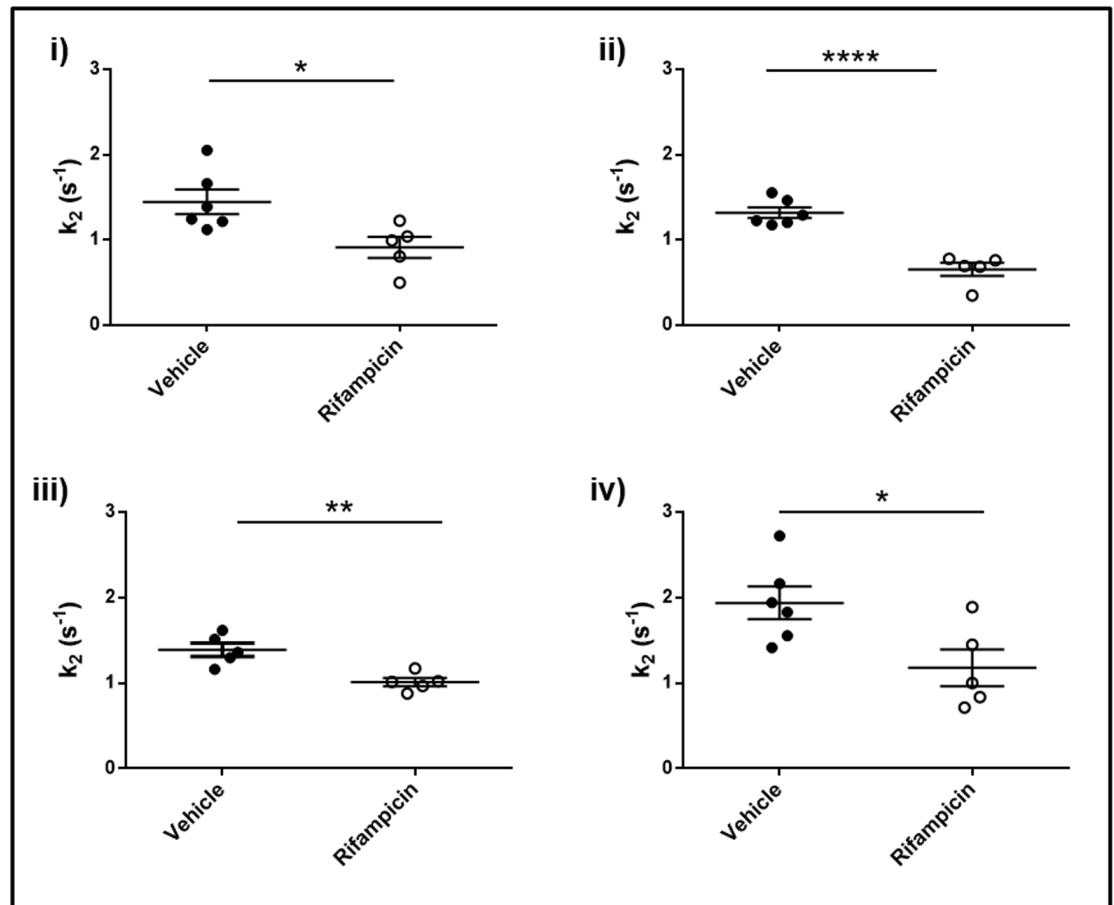 i)
*
3
2
1
0
k₂ (s⁻¹)
Vehicle
Rifampicin
ii)
****
3
2
1
0
k₂ (s⁻¹)
Vehicle
Rifampicin
iii)
**
3
2
1
0
k₂ (s⁻¹)
Vehicle
Rifampicin
iv)
*
3
2
1
0
k₂ (s⁻¹)
Vehicle
Rifampicin